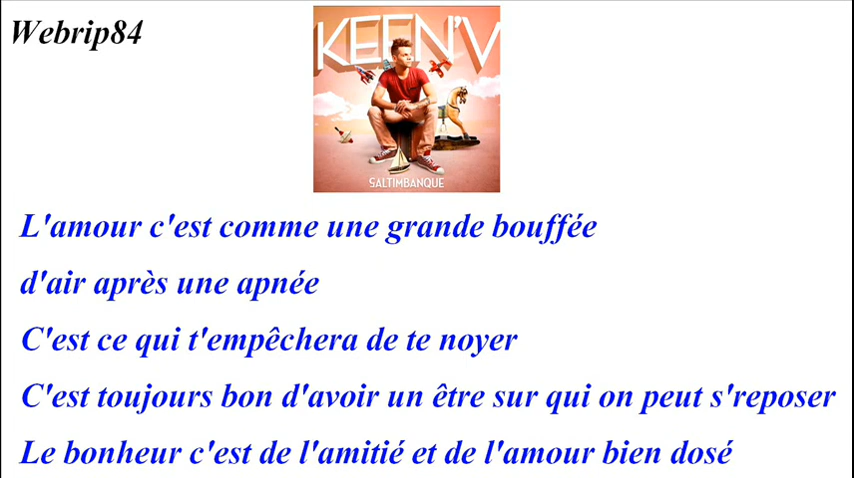 Webrip84
KEEN'V
SALTIMBANQUE
L'amour c'est comme une grande bouffée
d'air après une apnée
C'est ce qui t'empêchera de te noyer
C'est toujours bon d'avoir un être sur qui on peut s'reposer
Le bonheur c'est de l'amitié et de l'amour bien dosé